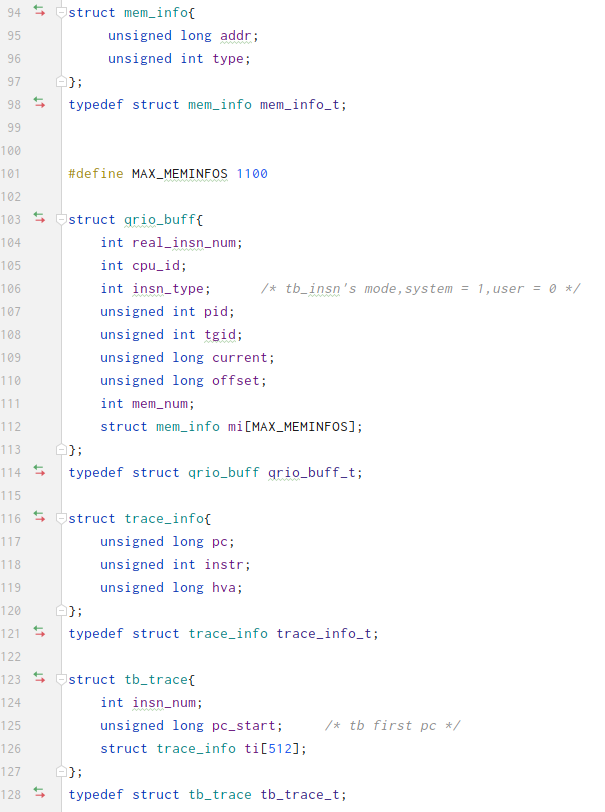 94 struct mem_info{
95 unsigned long addr;
96 unsigned int type;
97 };
98 typedef struct mem_info mem_info_t;
99
100
101 #define MAX_MEMINFOS 1100
102
103 struct qrio_buff{
104 int real_insn_num;
105 int cpu_id;
106 int insn_type; /* tb_insn's mode,system = 1,user = 0 */
107 unsigned int pid;
108 unsigned int tgid;
109 unsigned long current;
110 unsigned long offset;
111 int mem_num;
112 struct mem_info mi[MAX_MEMINFOS];
113 };
114 typedef struct qrio_buff qrio_buff_t;
115
116 struct trace_info{
117 unsigned long pc;
118 unsigned int instr;
119 unsigned long hva;
120 };
121 typedef struct trace_info trace_info_t;
122
123 struct tb_trace{
124 int insn_num;
125 unsigned long pc_start; /* tb first pc */
126 struct trace_info ti[512];
127 };
128 typedef struct tb_trace tb_trace_t;